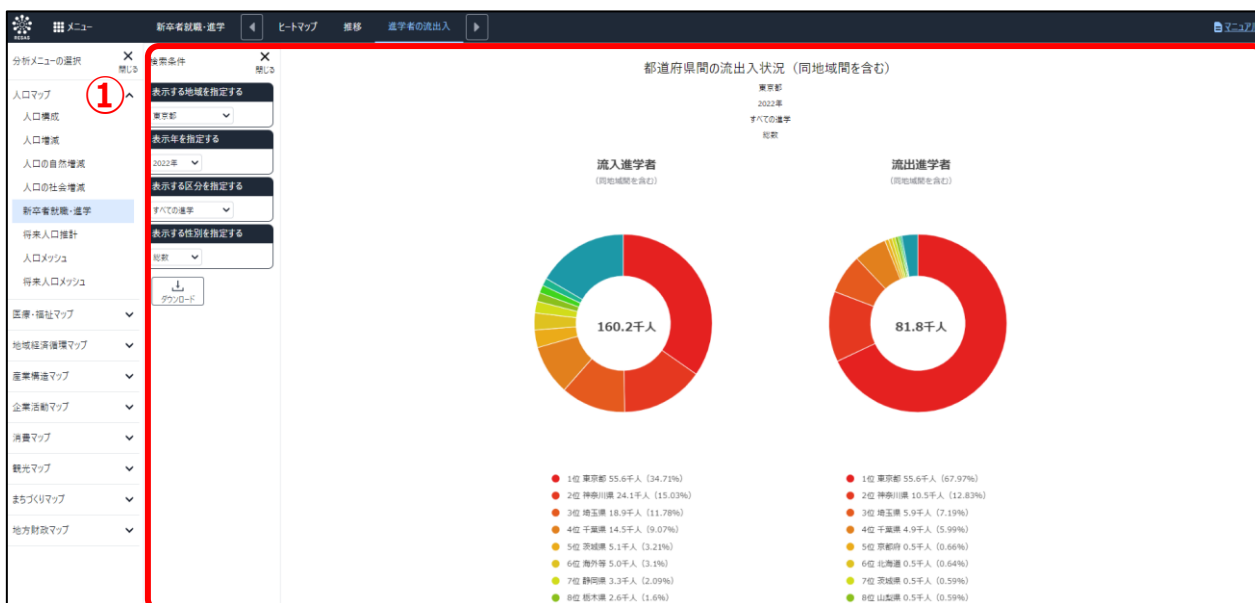 RESAS
メニュー
新卒者就職・進学
ヒートマップ
推移
進学者の流出入
マニュアル
分析メニューの選択
閉じる
人口マップ
①
人口構成
人口増減
人口の自然増減
人口の社会増減
新卒者就職・進学
将来人口推計
人口メッシュ
将来人口メッシュ
医療・福祉マップ
地域経済循環マップ
産業構造マップ
企業活動マップ
消費マップ
観光マップ
まちづくりマップ
地方財政マップ
検索条件
閉じる
表示する地域を指定する
東京都
表示年を指定する
2022年
表示する区分を指定する
すべての進学
表示する性別を指定する
総数
ダウンロード
都道府県間の流出入状況（同地域間を含む）
東京都
2022年
すべての進学
総数
流入進学者
（同地域間を含む）
160.2千人
1位 東京都 55.6千人（34.71%）
2位 神奈川県 24.1千人（15.03%）
3位 埼玉県 18.9千人（11.78%）
4位 千葉県 14.5千人（9.07%）
5位 茨城県 5.1千人（3.21%）
6位 海外等 5.0千人（3.1%）
7位 静岡県 3.3千人（2.09%）
8位 栃木県 2.6千人（1.6%）
流出進学者
（同地域間を含む）
81.8千人
1位 東京都 55.6千人（67.97%）
2位 神奈川県 10.5千人（12.83%）
3位 埼玉県 5.9千人（7.19%）
4位 千葉県 4.9千人（5.99%）
5位 京都府 0.5千人（0.66%）
6位 北海道 0.5千人（0.64%）
7位 茨城県 0.5千人（0.59%）
8位 山梨県 0.5千人（0.59%）